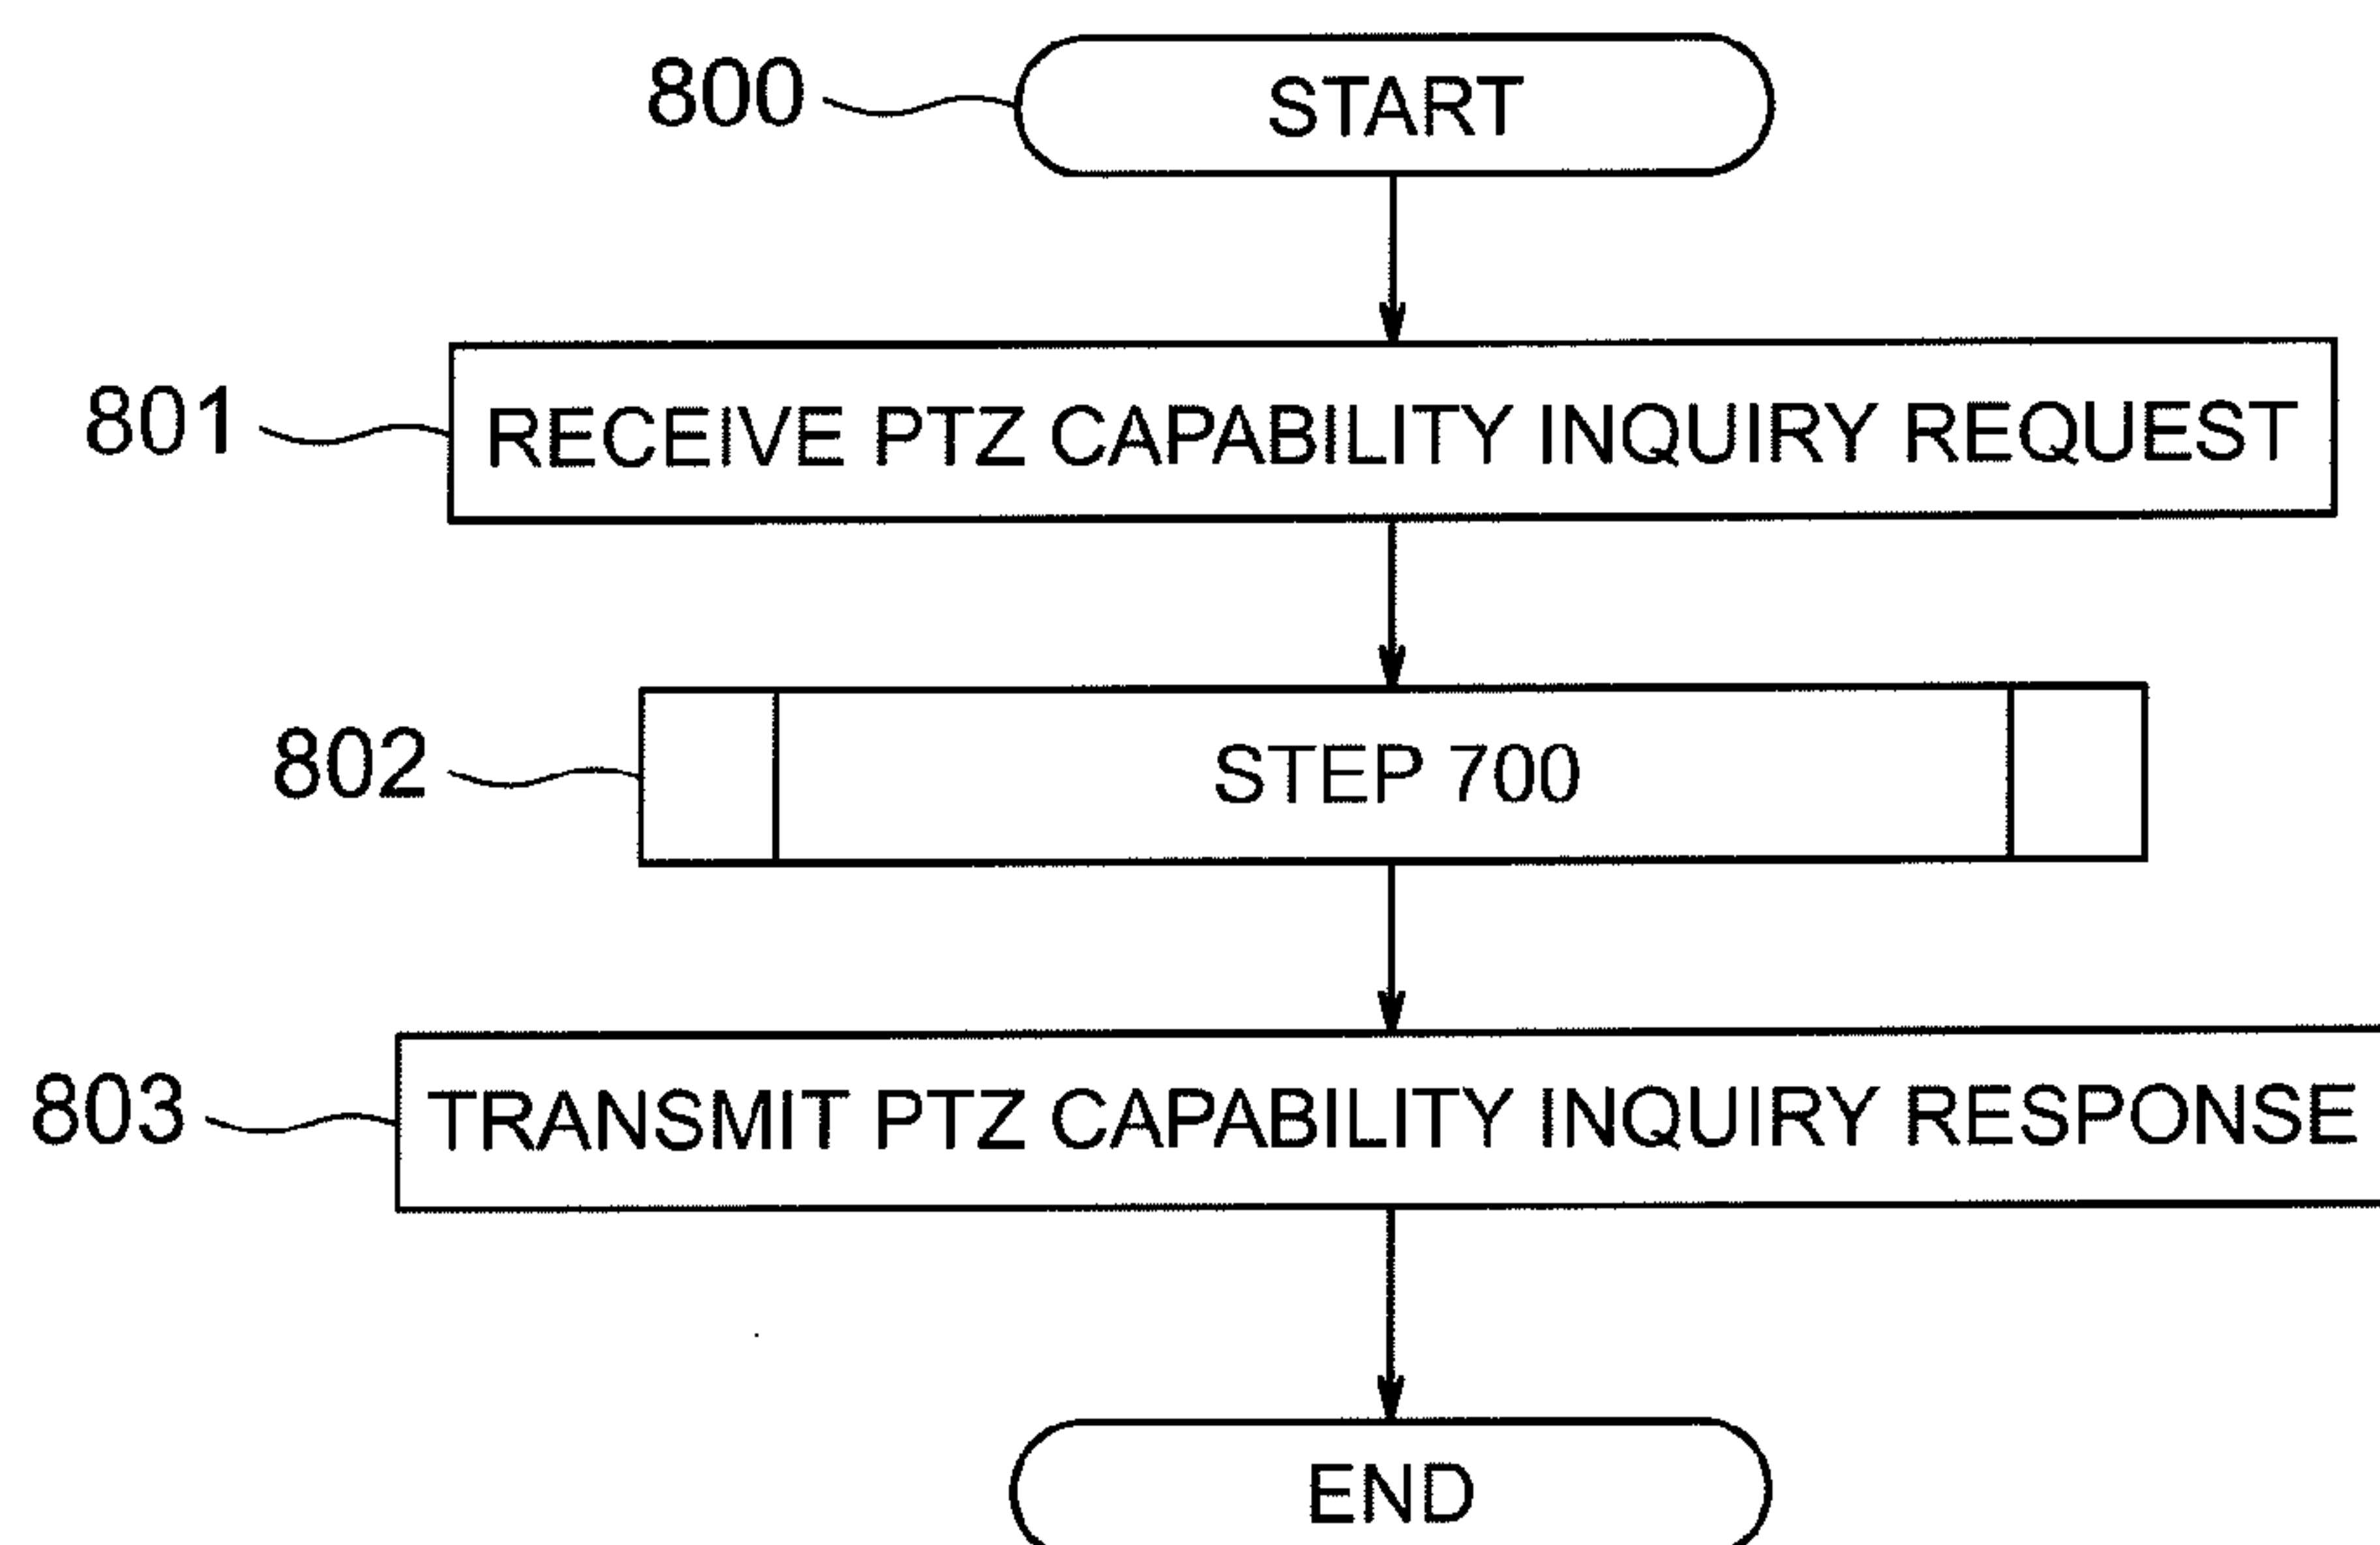 800 START
801 RECEIVE PTZ CAPABILITY INQUIRY REQUEST
802 STEP 700
803 TRANSMIT PTZ CAPABILITY INQUIRY RESPONSE
END